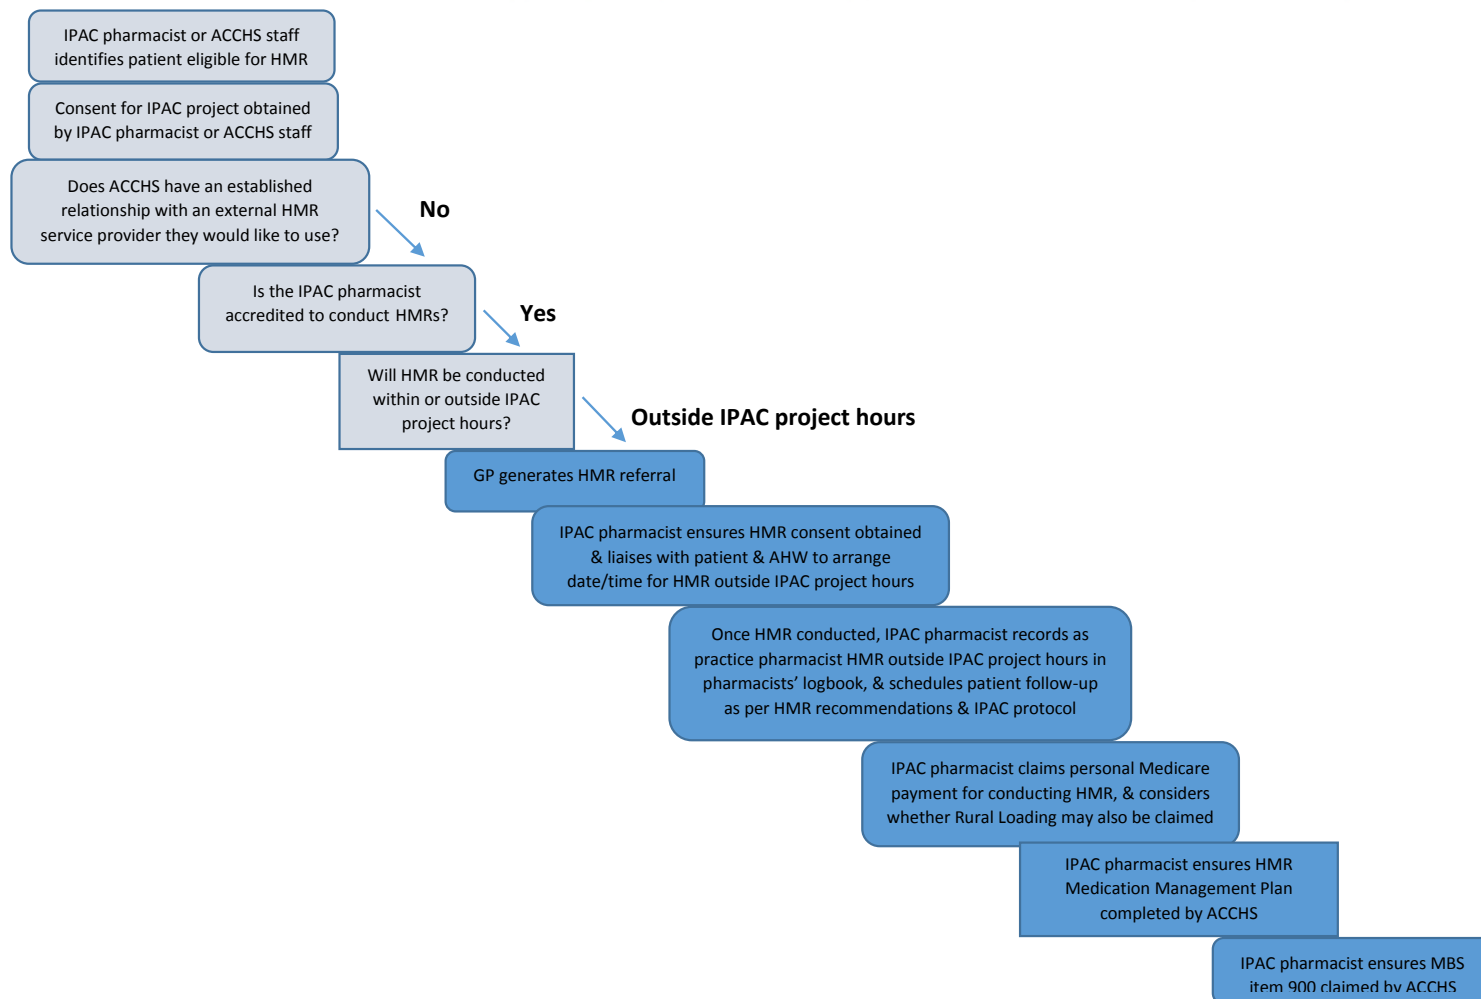 IPAC pharmacist or ACCHS staff
identifies patient eligible for HMR
Consent for IPAC project obtained
by IPAC pharmacist or ACCHS staff
Does ACCHS have an established
relationship with an external HMR
service provider they would like to use?
No
Is the IPAC pharmacist
accredited to conduct HMRs?
Yes
Will HMR be conducted
within or outside IPAC
project hours?
Outside IPAC project hours
GP generates HMR referral
IPAC pharmacist ensures HMR consent obtained
& liaises with patient & AHW to arrange
date/time for HMR outside IPAC project hours
Once HMR conducted, IPAC pharmacist records as
practice pharmacist HMR outside IPAC project hours in
pharmacists’ logbook, & schedules patient follow-up
as per HMR recommendations & IPAC protocol
IPAC pharmacist claims personal Medicare
payment for conducting HMR, & considers
whether Rural Loading may also be claimed
IPAC pharmacist ensures HMR
Medication Management Plan
completed by ACCHS
IPAC pharmacist ensures MBS
item 900 claimed by ACCHS